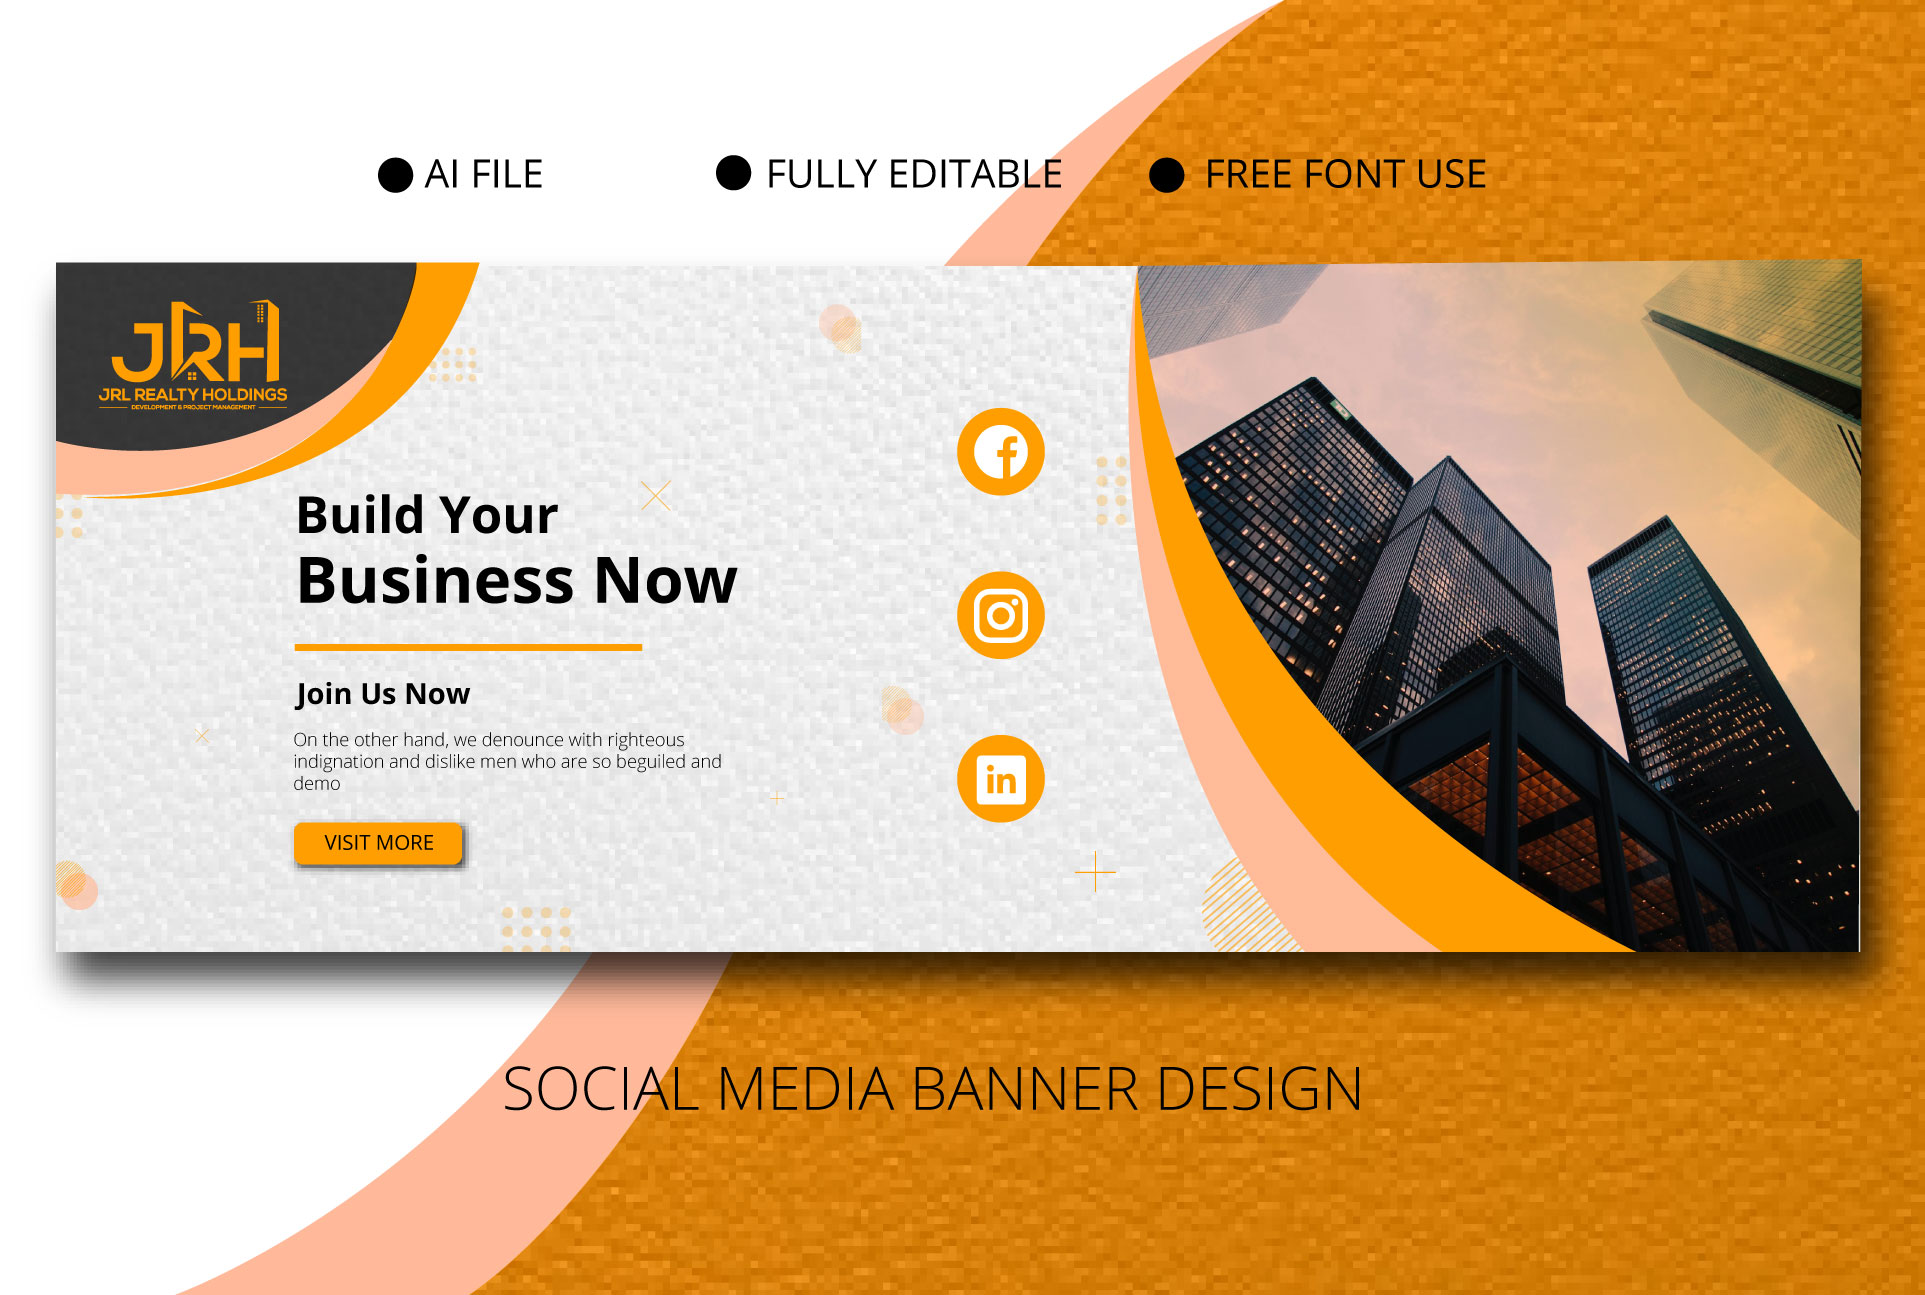 AI FILE
FULLY EDITABLE
FREE FONT USE
JRH
JRL REALTY HOLDINGS
DEVELOPMENT & PROJECT MANAGEMENT
Build Your
Business Now
Join Us Now
On the other hand, we denounce with righteous
indignation and dislike men who are so beguiled and
demo
VISIT MORE
in
SOCIAL MEDIA BANNER DESIGN